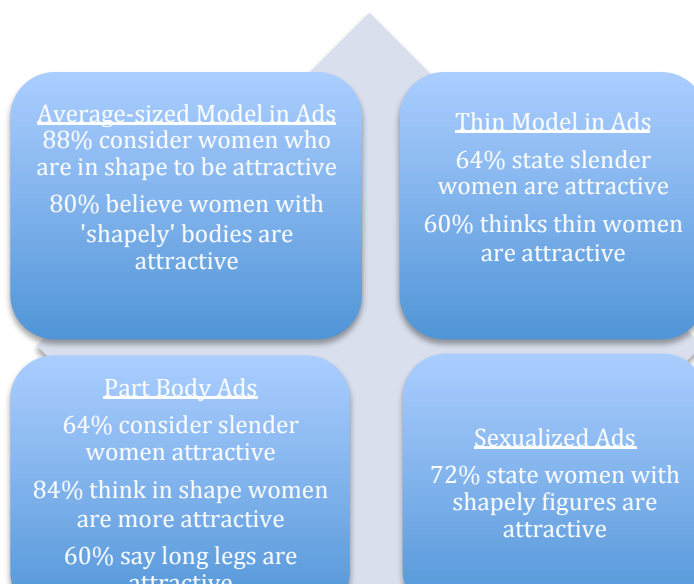 Average-sized Model in Ads
88% consider women who
are in shape to be attractive
80% believe women with
'shapely' bodies are
attractive
Thin Model in Ads
64% state slender
women are attractive
60% thinks thin women
are attractive
Part Body Ads
64% consider slender
women attractive
84% think in shape women
are more attractive
60% say long legs are
attractive
Sexualized Ads
72% state women with
shapely figures are
attractive